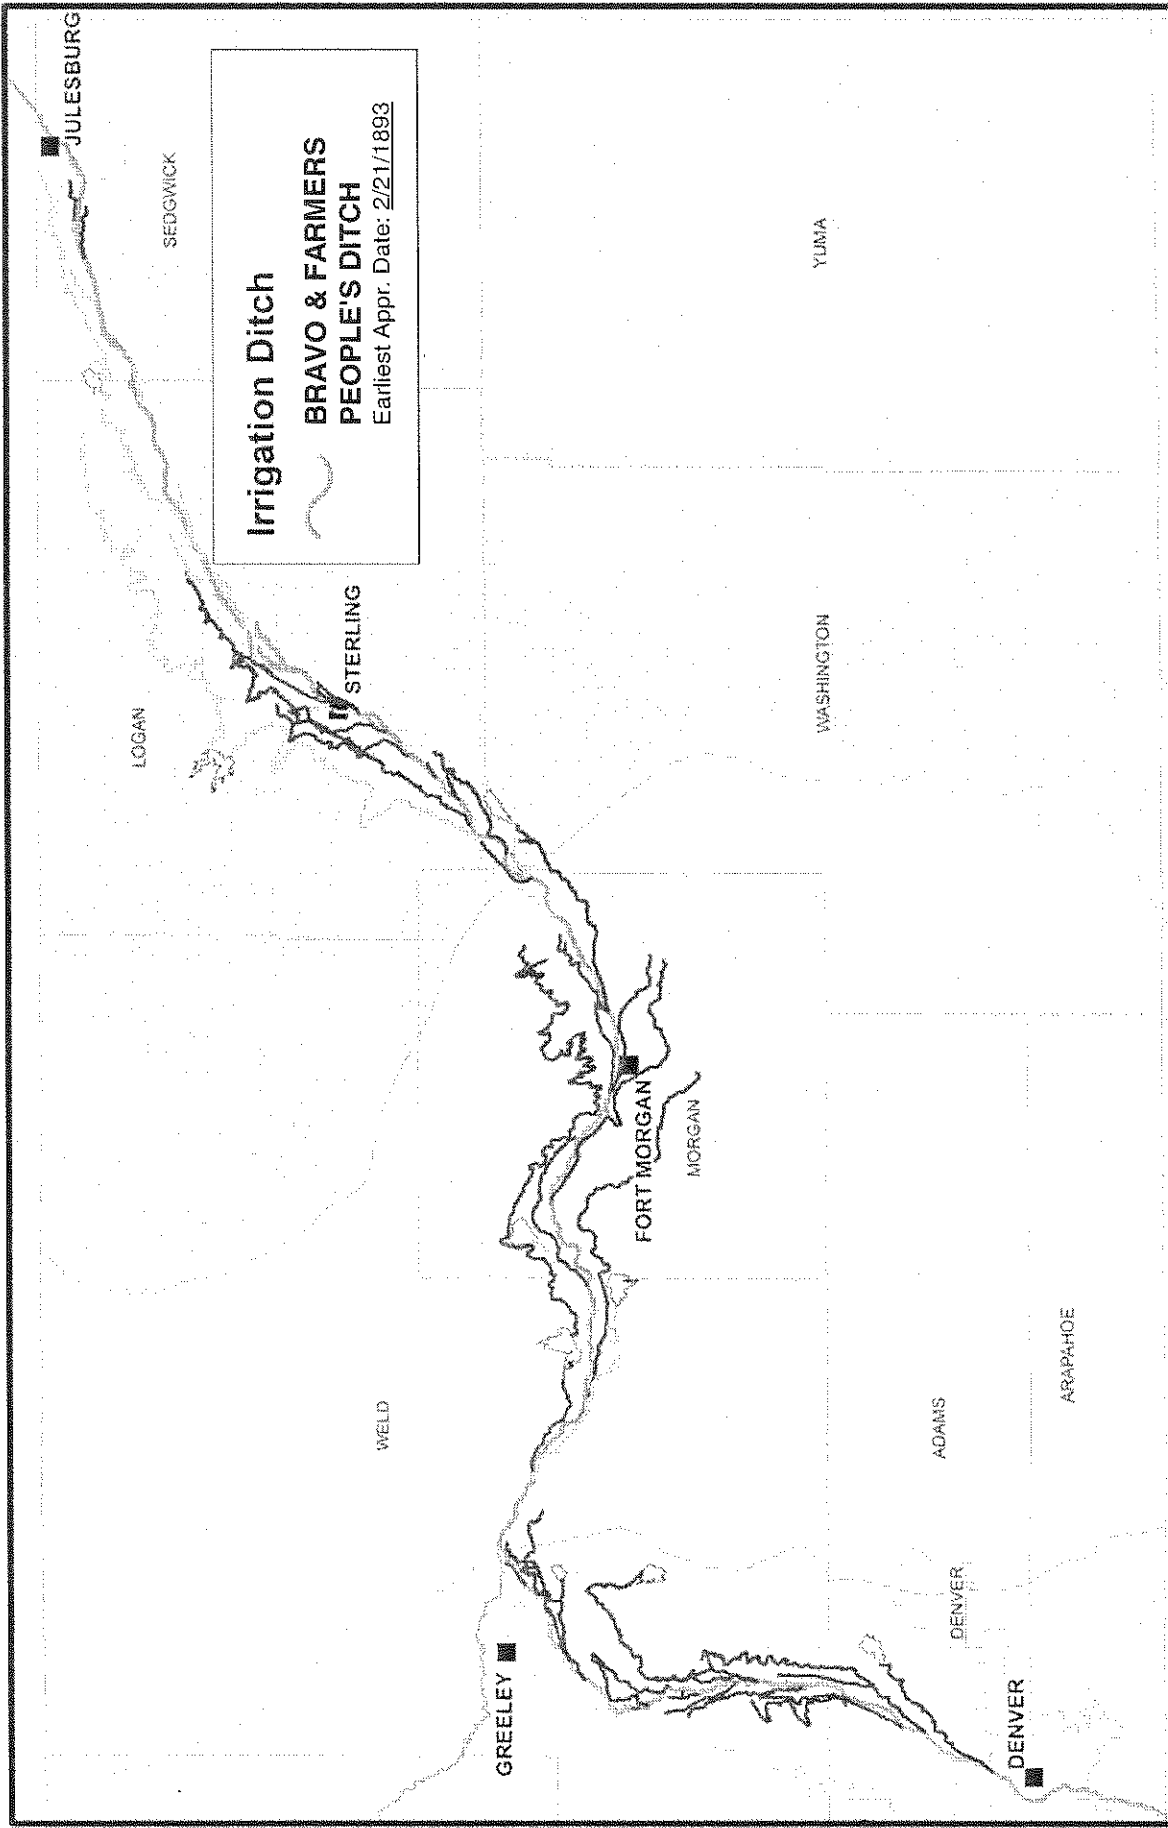 JULESBURG
SEDGWICK
Irrigation Ditch
BRAVO & FARMERS
PEOPLE'S DITCH
Earliest Appr. Date: 2/21/1893
YUMA
LOGAN
STERLING
WASHINGTON
FORT MORGAN
MORGAN
WELD
GREELEY
ADAMS
ARAPAHOE
DENVER
DENVER